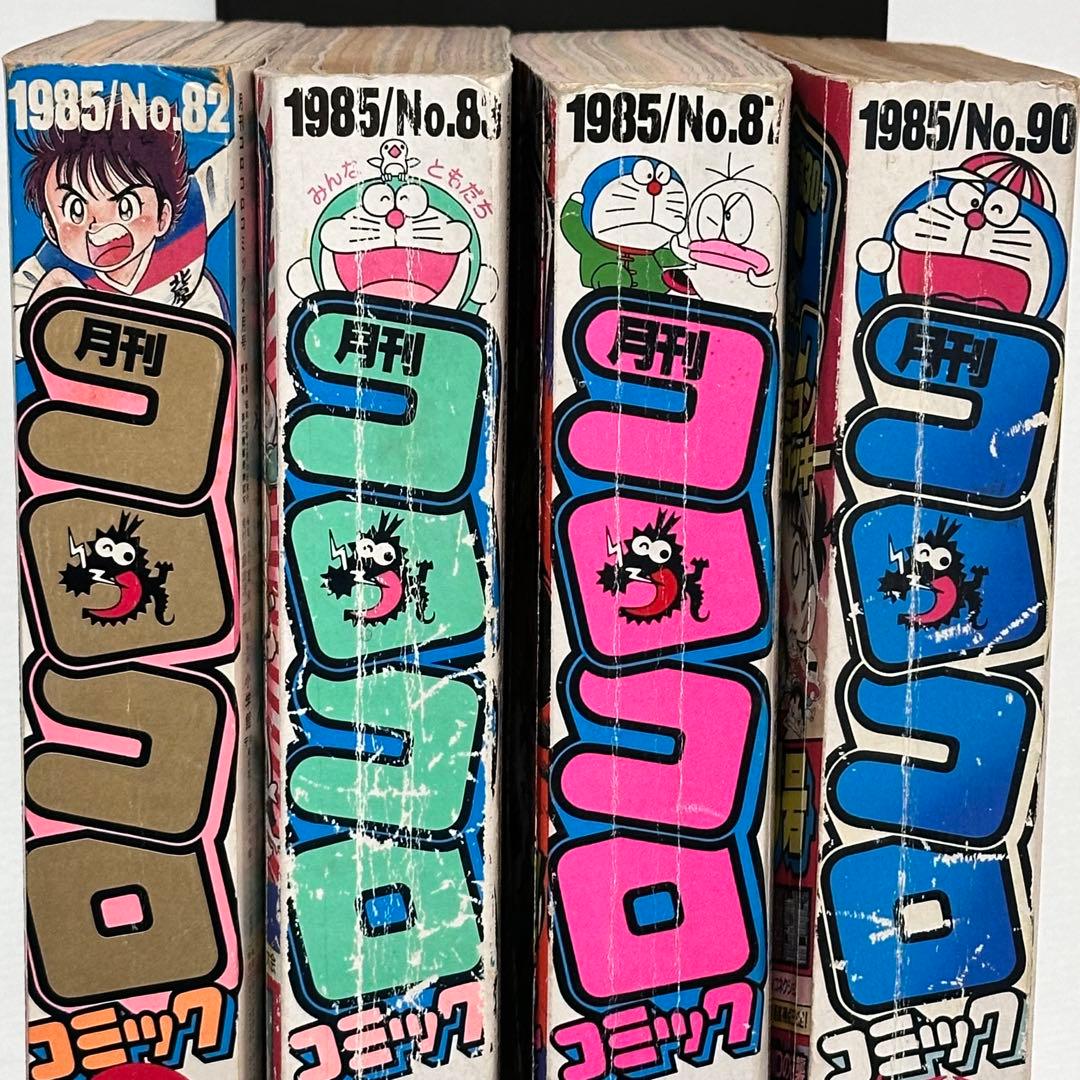 1985/No.82
月刊
コロコロ
コミック
1985/No.8
みんな ともだち
月刊
コロコロ
コミック
1985/No.87
月刊
コロコロ
コミック
1985/No.90
月刊
コロコロ
コミック